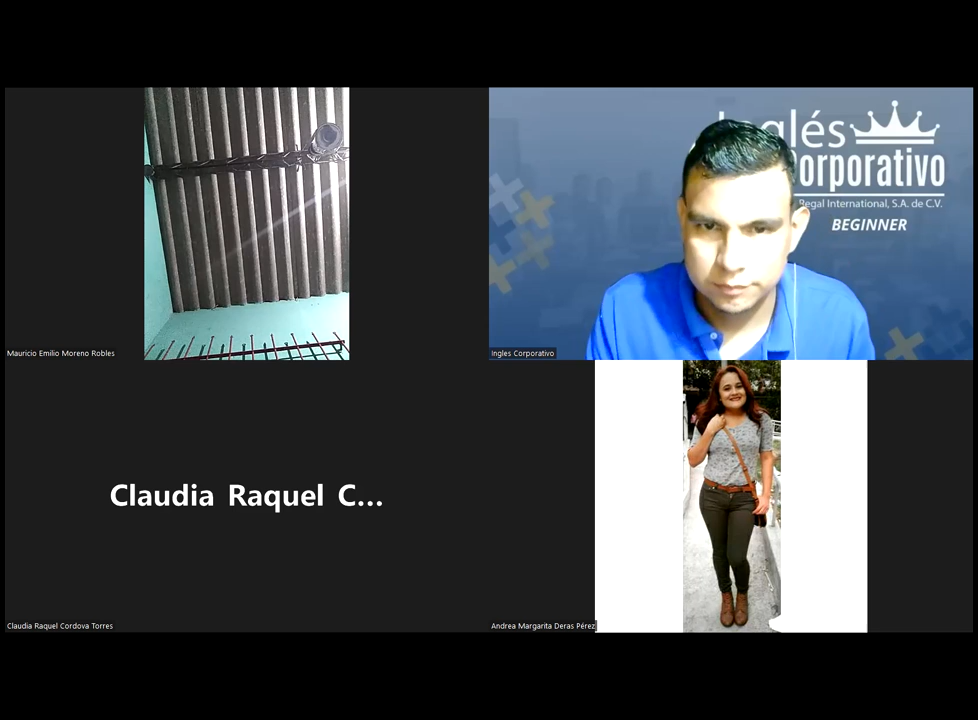 Inglés
orporativo
Regal International, S.A. de C.V.
BEGINNER
Mauricio Emilio Moreno Robles
Ingles Corporativo
Claudia Raquel C...
Claudia Raquel Cordova Torres
Andrea Margarita Deras Pérez